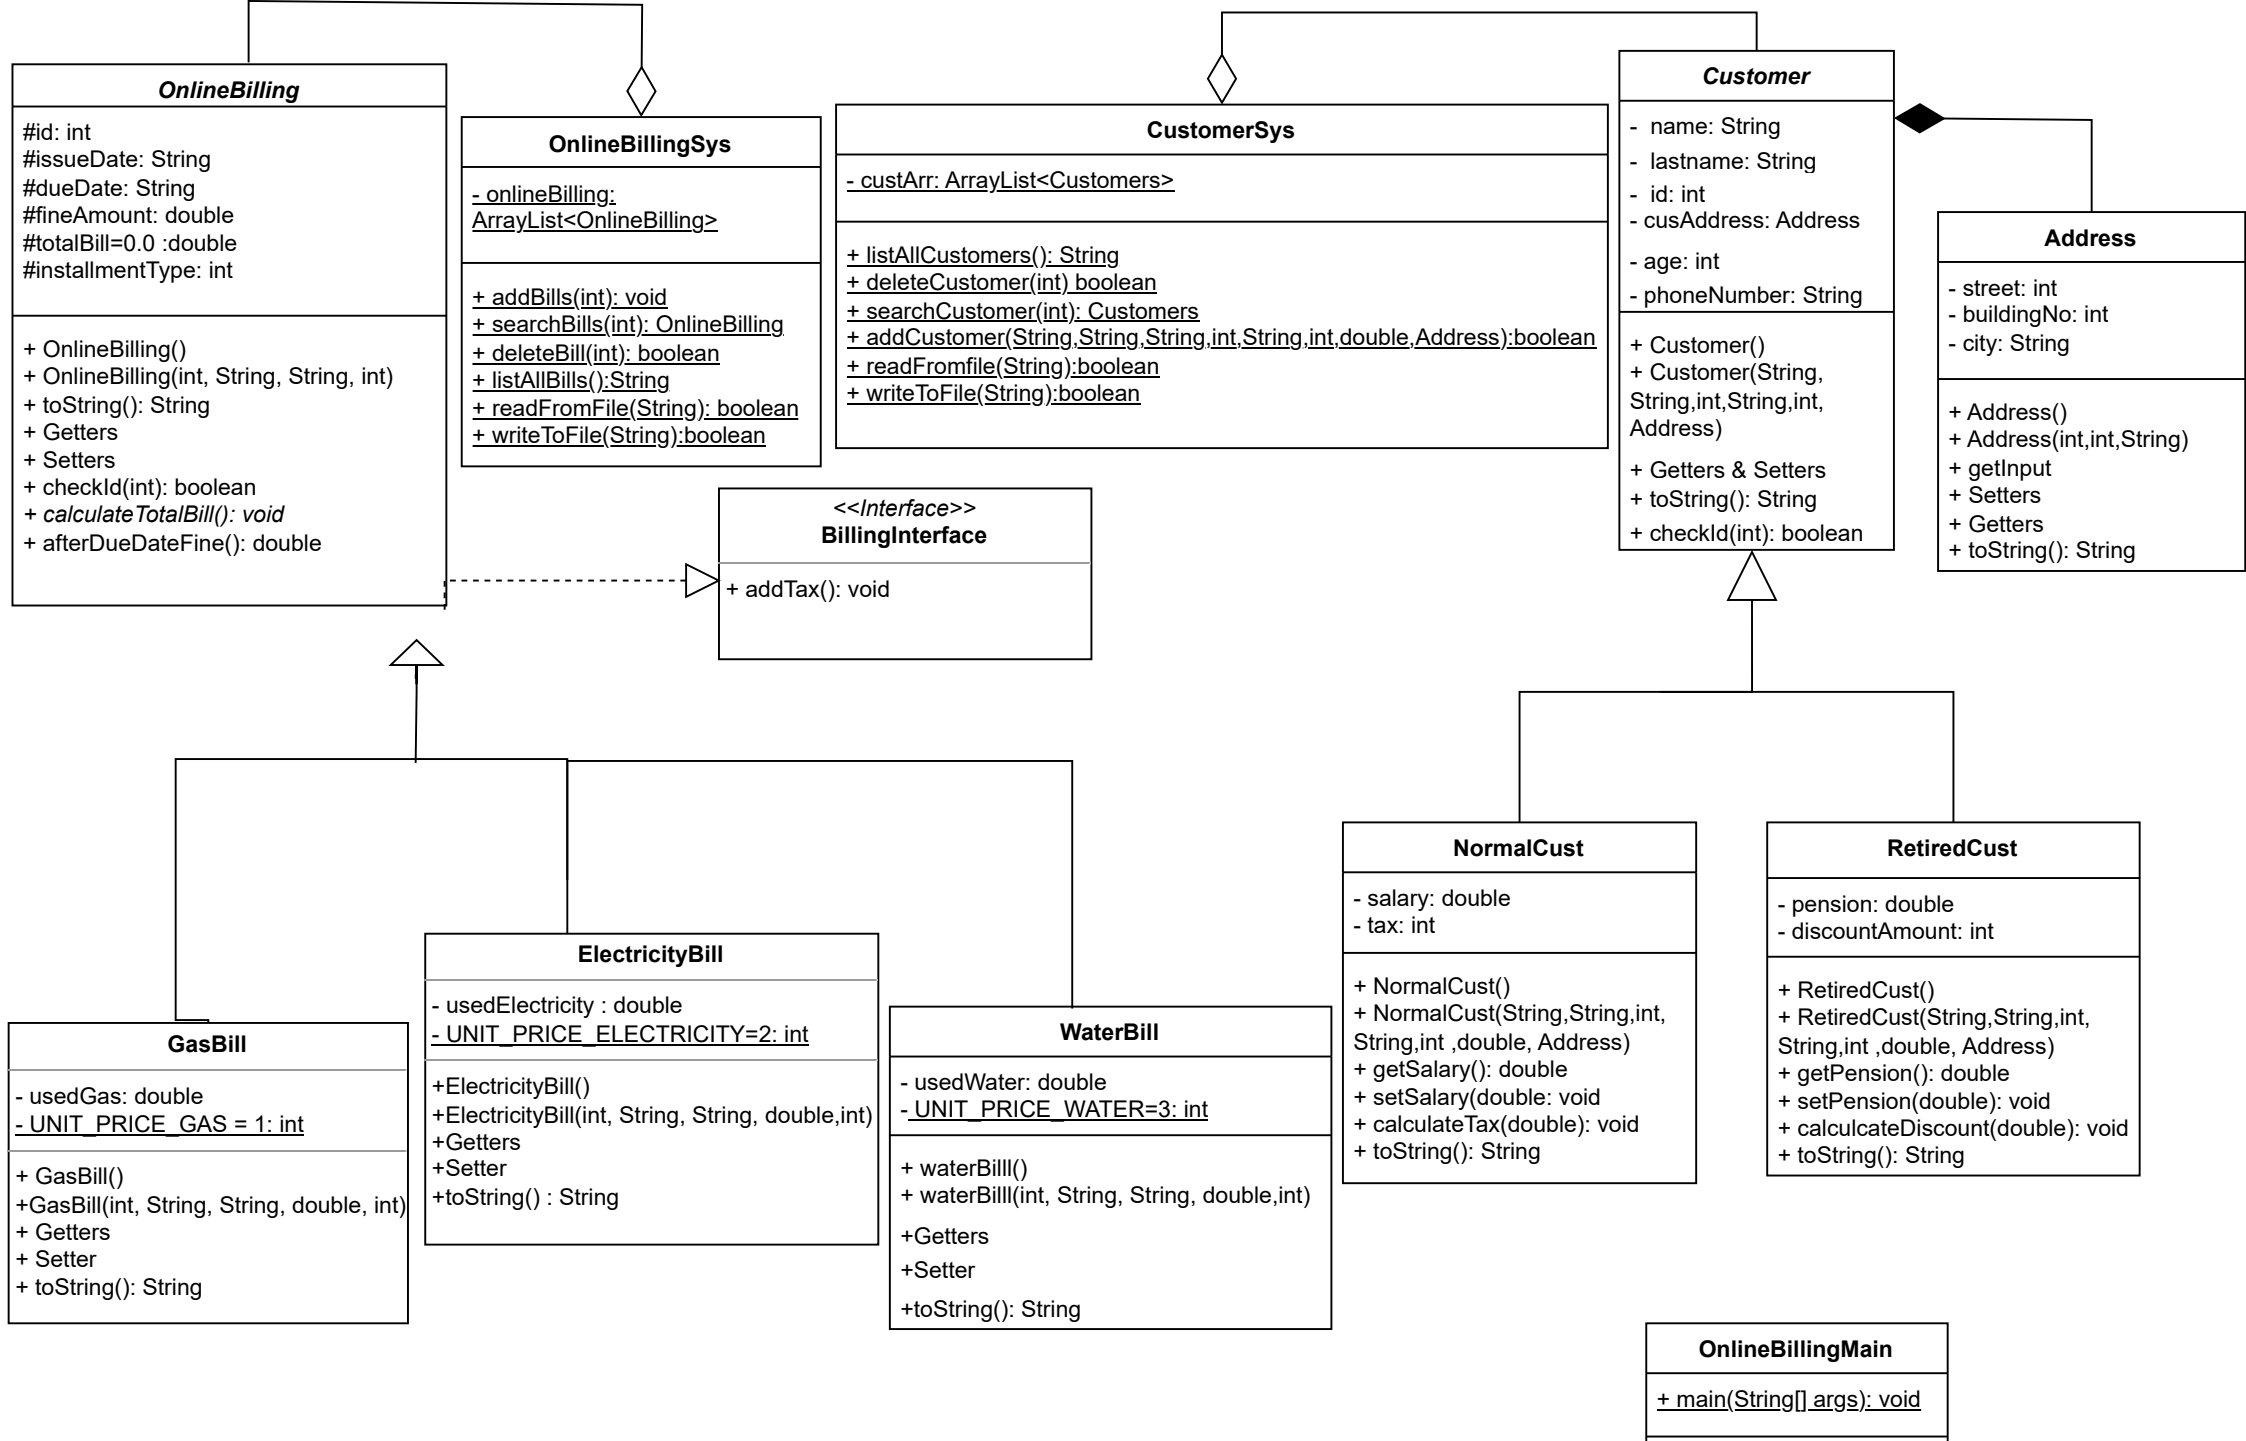 OnlineBilling
#id: int
#issueDate: String
#dueDate: String
#fineAmount: double
#totalBill=0.0 :double
#installmentType: int
+ OnlineBilling()
+ OnlineBilling(int, String, String, int)
+ toString(): String
+ Getters
+ Setters
+ checkId(int): boolean
+ calculateTotalBill(): void
+ afterDueDateFine(): double
OnlineBillingSys
- onlineBilling:
ArrayList<OnlineBilling>
+ addBills(int): void
+ searchBills(int): OnlineBilling
+ deleteBill(int): boolean
+ listAllBills():String
+ readFromFile(String): boolean
+ writeToFile(String):boolean
CustomerSys
- custArr: ArrayList<Customers>
+ listAllCustomers(): String
+ deleteCustomer(int) boolean
+ searchCustomer(int): Customers
+ addCustomer(String,String,String,int,String,int,double,Address):boolean
+ readFromfile(String):boolean
+ writeToFile(String):boolean
Customer
- name: String
- lastname: String
- id: int
- cusAddress: Address
- age: int
- phoneNumber: String
+ Customer()
+ Customer(String,
String,int,String,int,
Address)
+ Getters & Setters
+ toString(): String
+ checkId(int): boolean
Address
- street: int
- buildingNo: int
- city: String
+ Address()
+ Address(int,int,String)
+ getInput
+ Setters
+ Getters
+ toString(): String
<<Interface>>
BillingInterface
+ addTax(): void
GasBill
- usedGas: double
- UNIT_PRICE_GAS = 1: int
+ GasBill()
+GasBill(int, String, String, double, int)
+ Getters
+ Setter
+ toString(): String
ElectricityBill
- usedElectricity : double
- UNIT_PRICE_ELECTRICITY=2: int
+ElectricityBill()
+ElectricityBill(int, String, String, double,int)
+Getters
+Setter
+toString() : String
WaterBill
- usedWater: double
- UNIT_PRICE_WATER=3: int
+ waterBilll()
+ waterBilll(int, String, String, double,int)
+Getters
+Setter
+toString(): String
NormalCust
- salary: double
- tax: int
+ NormalCust()
+ NormalCust(String,String,int,
String,int ,double, Address)
+ getSalary(): double
+ setSalary(double: void
+ calculateTax(double): void
+ toString(): String
RetiredCust
- pension: double
- discountAmount: int
+ RetiredCust()
+ RetiredCust(String,String,int,
String,int ,double, Address)
+ getPension(): double
+ setPension(double): void
+ calculcateDiscount(double): void
+ toString(): String
OnlineBillingMain
+ main(String[] args): void